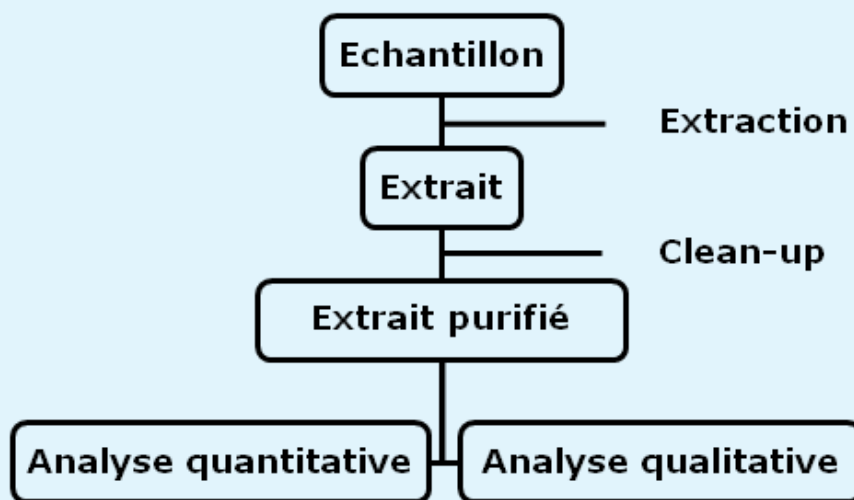 Echantillon
Extraction
Extrait
Clean-up
Extrait purifié
Analyse quantitative
Analyse qualitative